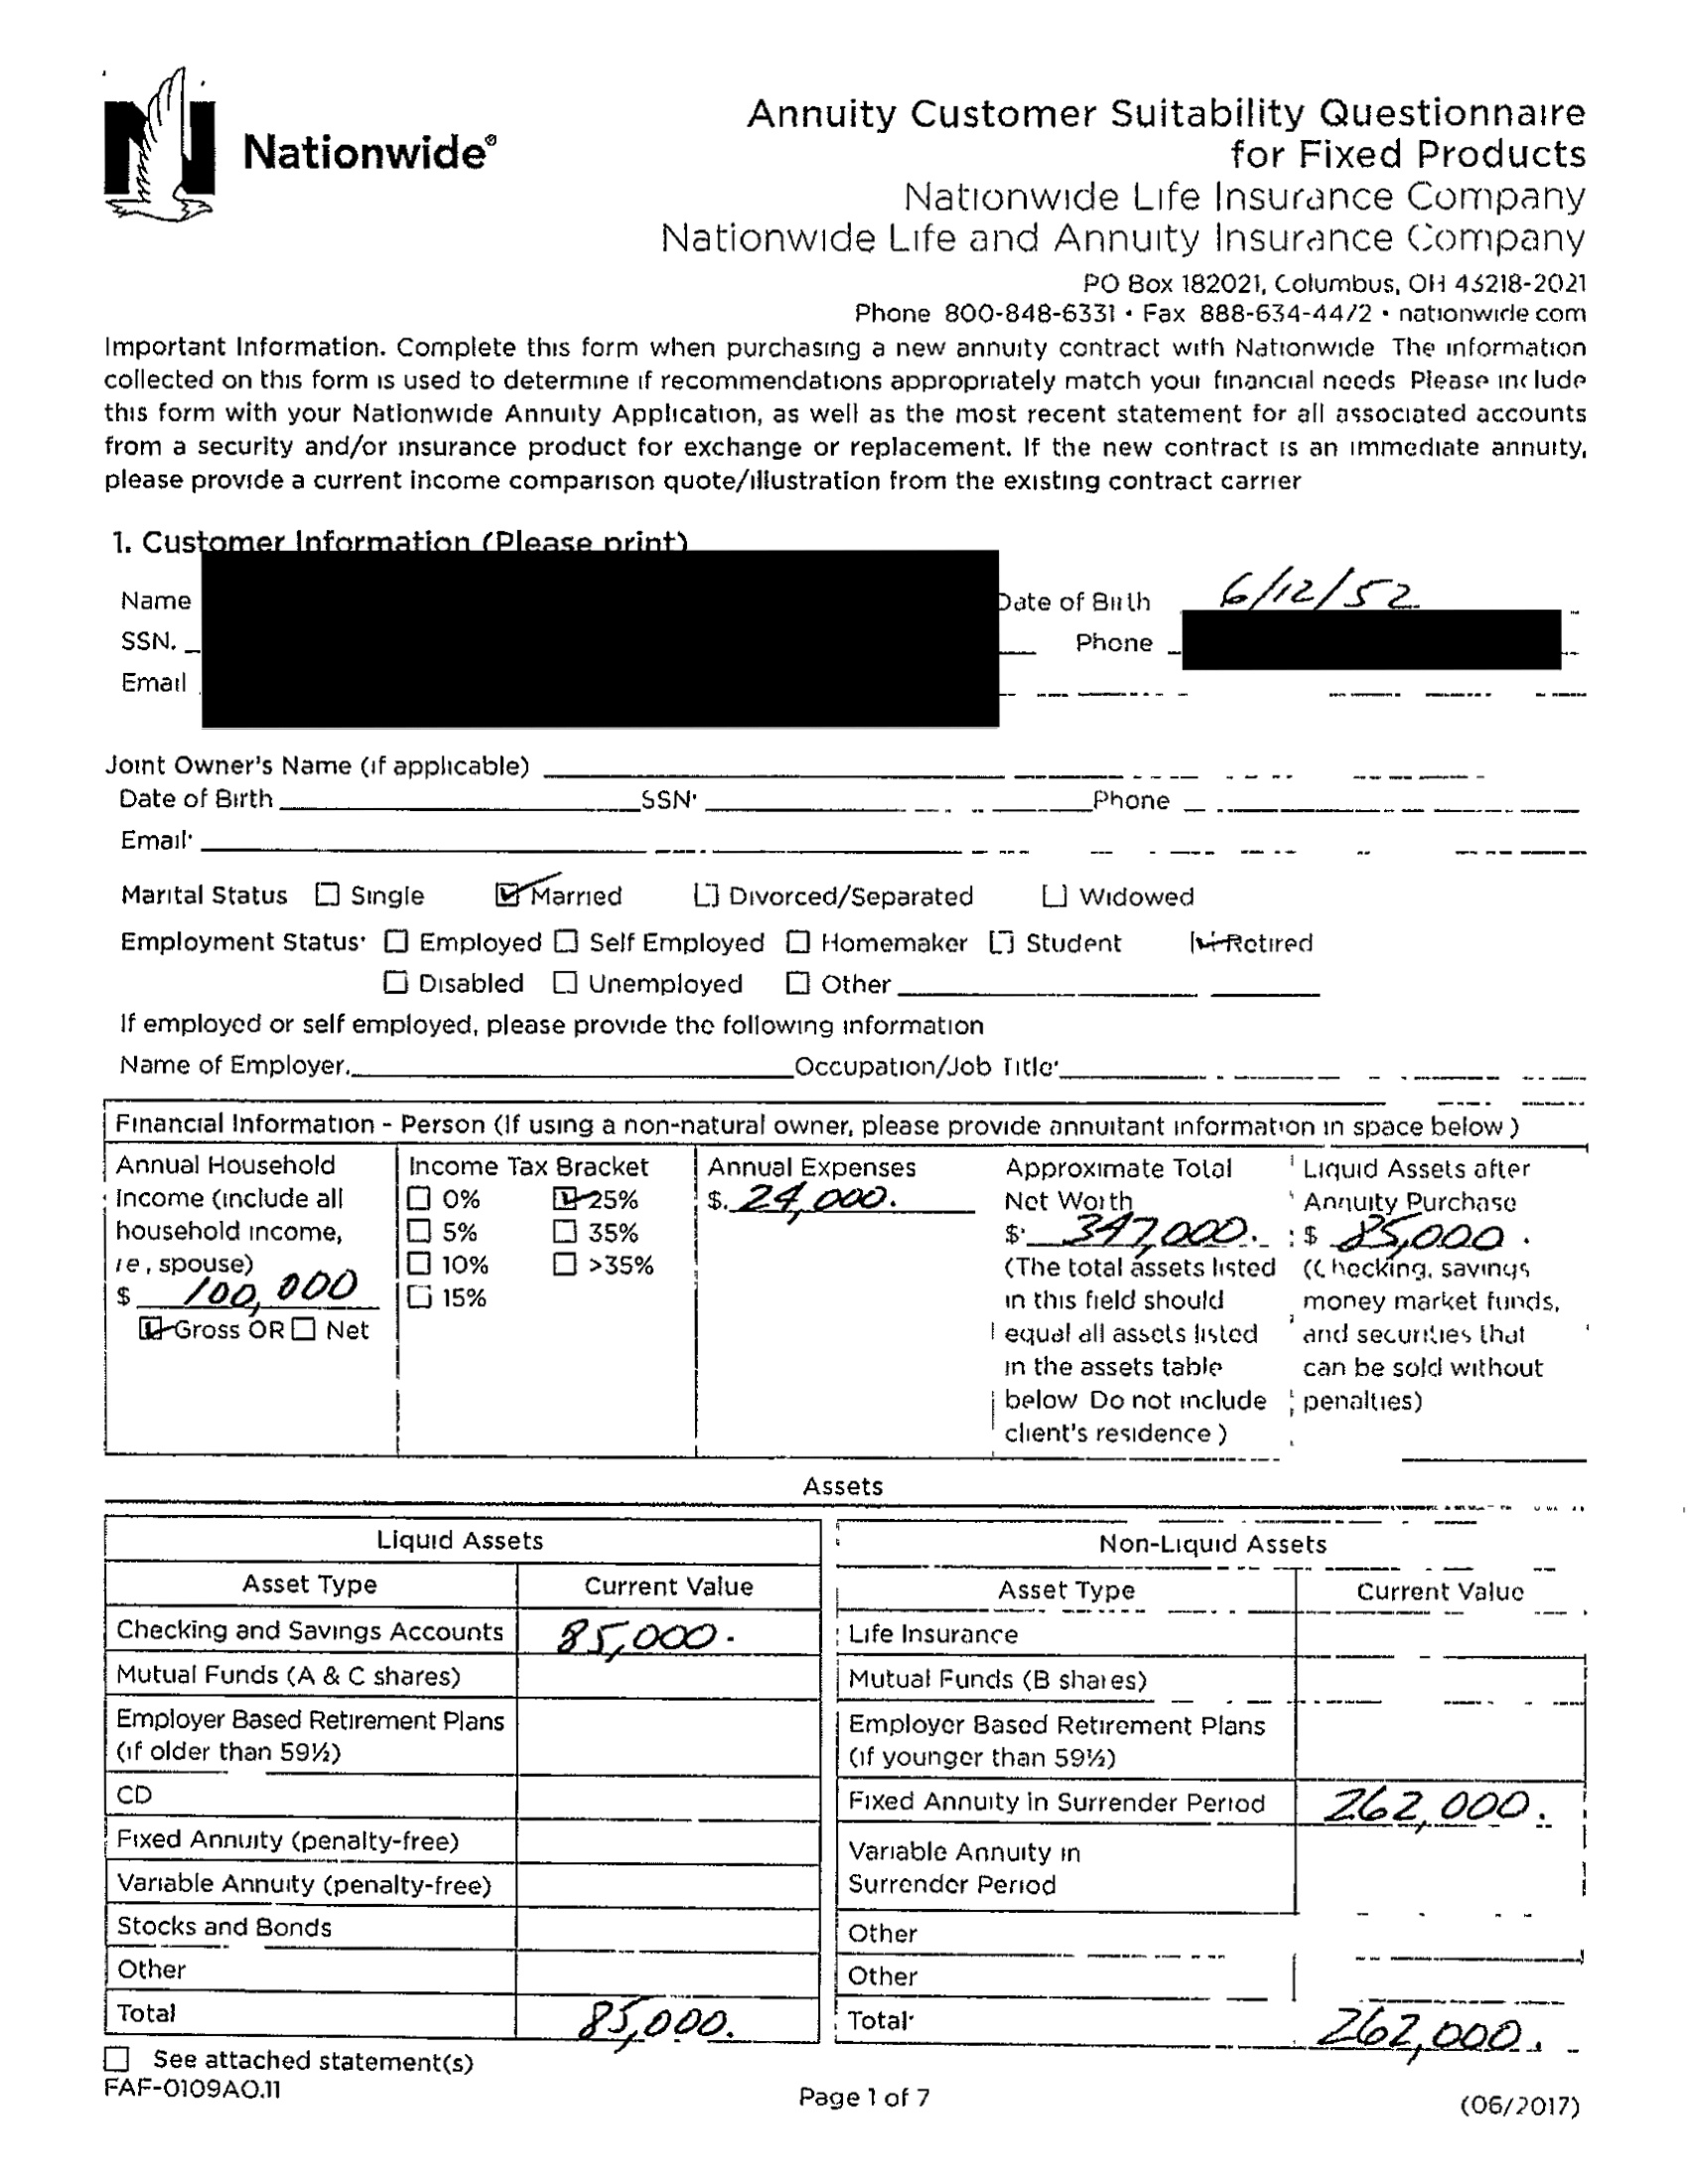 Nationwide®
Annuity Customer Suitability Questionnaire
for Fixed Products
Nationwide Life Insurance Company
Nationwide Life and Annuity Insurance Company
PO Box 182021, Columbus, OH 43218-2021
Phone 800-848-6331 • Fax 888-634-4472 • nationwide com
Important Information. Complete this form when purchasing a new annuity contract with Nationwide The information
collected on this form is used to determine if recommendations appropriately match your financial needs Please include
this form with your Nationwide Annuity Application, as well as the most recent statement for all associated accounts
from a security and/or insurance product for exchange or replacement. If the new contract is an immediate annuity,
please provide a current income comparison quote/illustration from the existing contract carrier
1. Customer Information (Please print)
Name Date of Birth 6/12/52
SSN. Phone
Email
Joint Owner's Name (if applicable)
Date of Birth SSN Phone
Email
Marital Status ☐ Single ☑ Married ☐ Divorced/Separated ☐ Widowed
Employment Status ☐ Employed ☐ Self Employed ☐ Homemaker ☐ Student ☑ Retired
☐ Disabled ☐ Unemployed ☐ Other
If employed or self employed, please provide the following information
Name of Employer. Occupation/Job Title
Financial Information - Person (If using a non-natural owner, please provide annuitant information in space below)
Annual Household Income Tax Bracket Annual Expenses Approximate Total Liquid Assets after
Income (include all ☐ 0% ☑ 25% $ 24,000. Net Worth Annuity Purchase
household income, ☐ 5% ☐ 35% $ 347,000. $ 85,000.
ie, spouse) ☐ 10% ☐ >35% (The total assets listed (Checking, savings
$ 100,000 ☐ 15% in this field should money market funds,
☑ Gross OR ☐ Net equal all assets listed and securities that
in the assets table can be sold without
below Do not include penalties)
client's residence)
Assets
Liquid Assets Non-Liquid Assets
Asset Type Current Value Asset Type Current Value
Checking and Savings Accounts 85,000. Life Insurance
Mutual Funds (A & C shares) Mutual Funds (B shares)
Employer Based Retirement Plans Employer Based Retirement Plans
(if older than 59½) (if younger than 59½)
CD Fixed Annuity in Surrender Period 262,000.
Fixed Annuity (penalty-free) Variable Annuity in
Variable Annuity (penalty-free) Surrender Period
Stocks and Bonds Other
Other Other
Total 85,000. Total 262,000.
☐ See attached statement(s)
FAF-0109AO.11 Page 1 of 7 (06/2017)